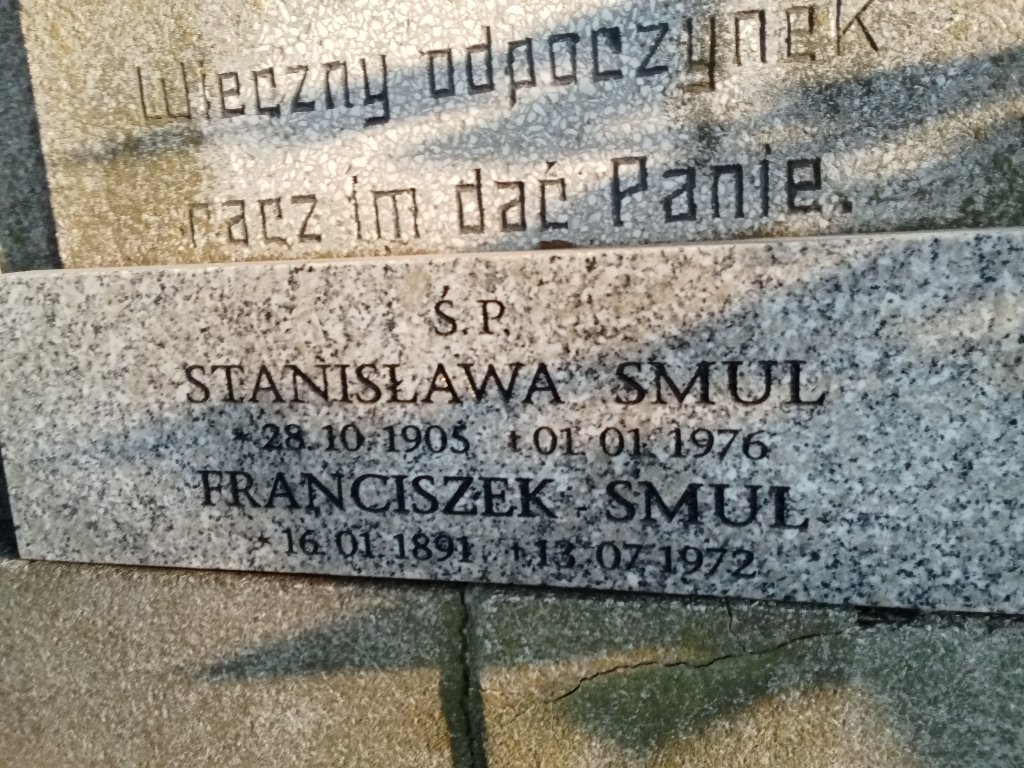 Wieczny odpoczynek
racz im dać Panie.
Ś. P.
STANISŁAWA SMUL
* 28. 10. 1905 † 01. 01. 1976
FRANCISZEK SMUL
* 16. 01. 1891 † 13. 07. 1972